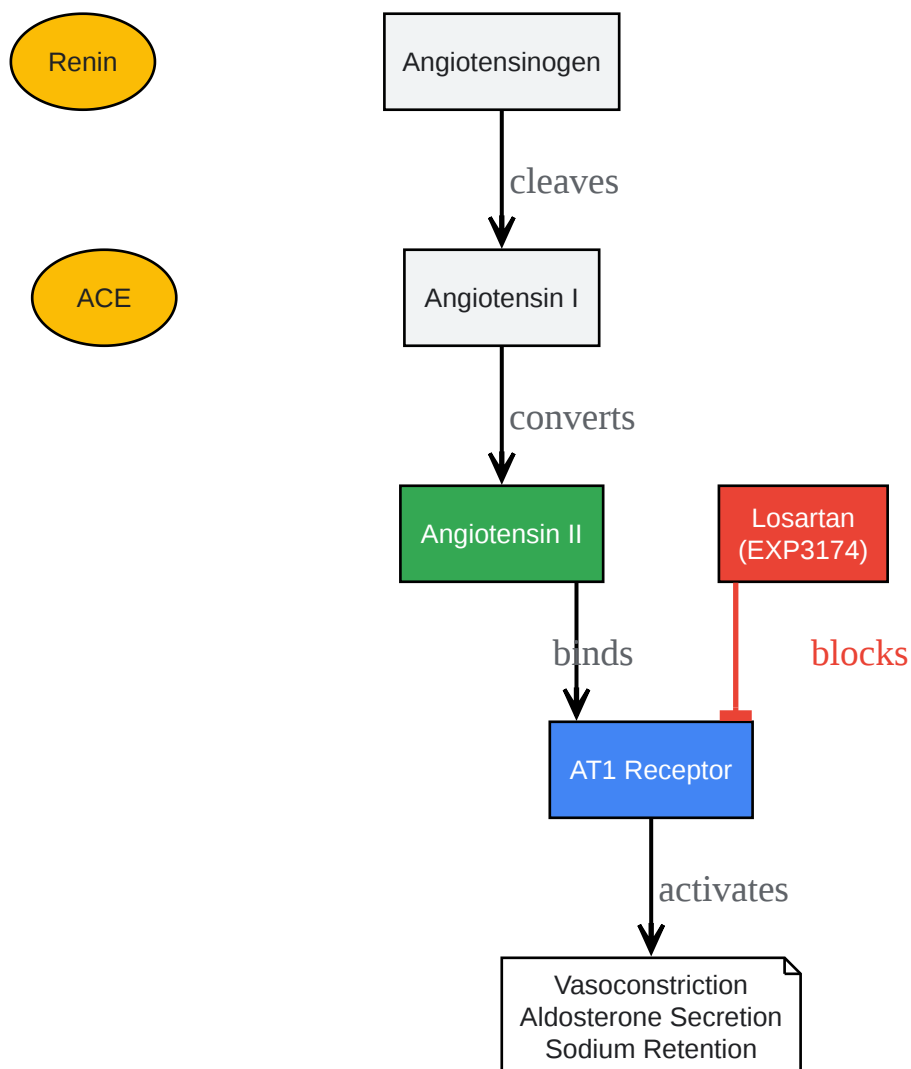 Renin
Angiotensinogen
cleaves
ACE
Angiotensin I
converts
Angiotensin II
Losartan
(EXP3174)
binds
blocks
AT1 Receptor
activates
Vasoconstriction
Aldosterone Secretion
Sodium Retention